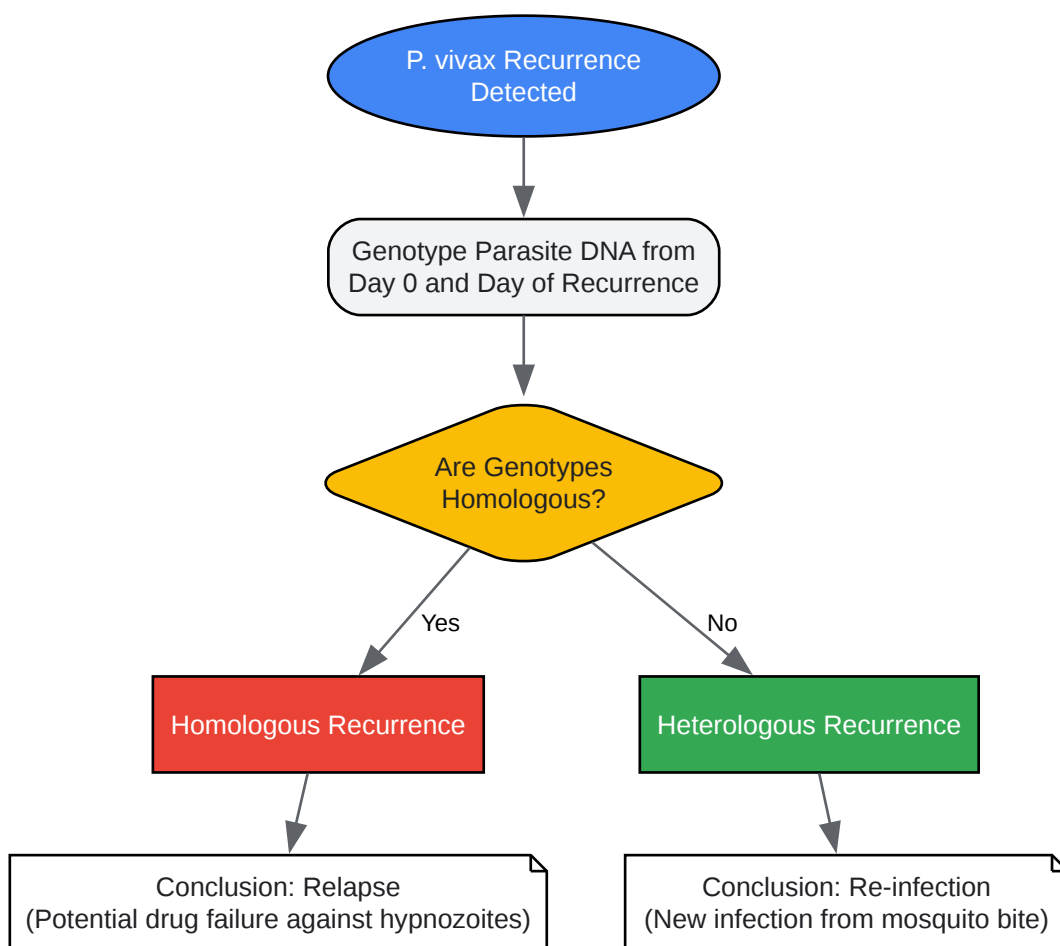 P. vivax Recurrence
Detected
Genotype Parasite DNA from
Day 0 and Day of Recurrence
Are Genotypes
Homologous?
Yes
No
Homologous Recurrence
Heterologous Recurrence
Conclusion: Relapse
(Potential drug failure against hypnozoites)
Conclusion: Re-infection
(New infection from mosquito bite)